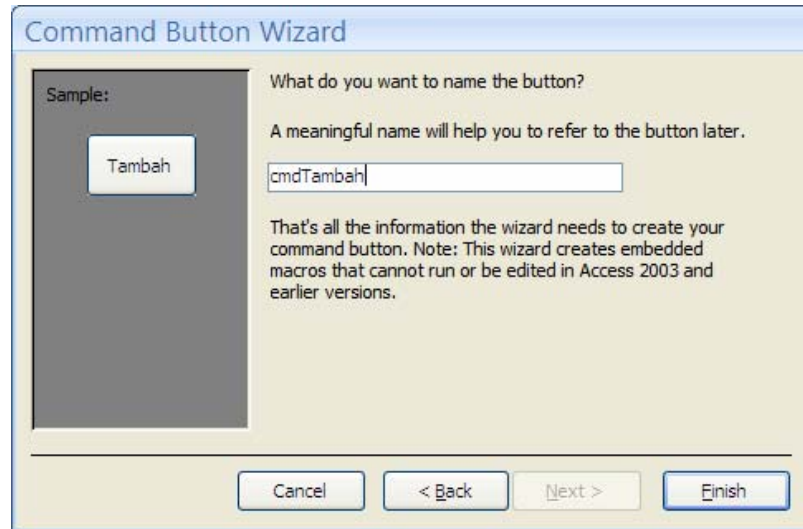 Command Button Wizard
Sample:
Tambah
What do you want to name the button?
A meaningful name will help you to refer to the button later.
cmdTambah
That's all the information the wizard needs to create your
command button. Note: This wizard creates embedded
macros that cannot run or be edited in Access 2003 and
earlier versions.
Cancel
< Back
Next >
Finish